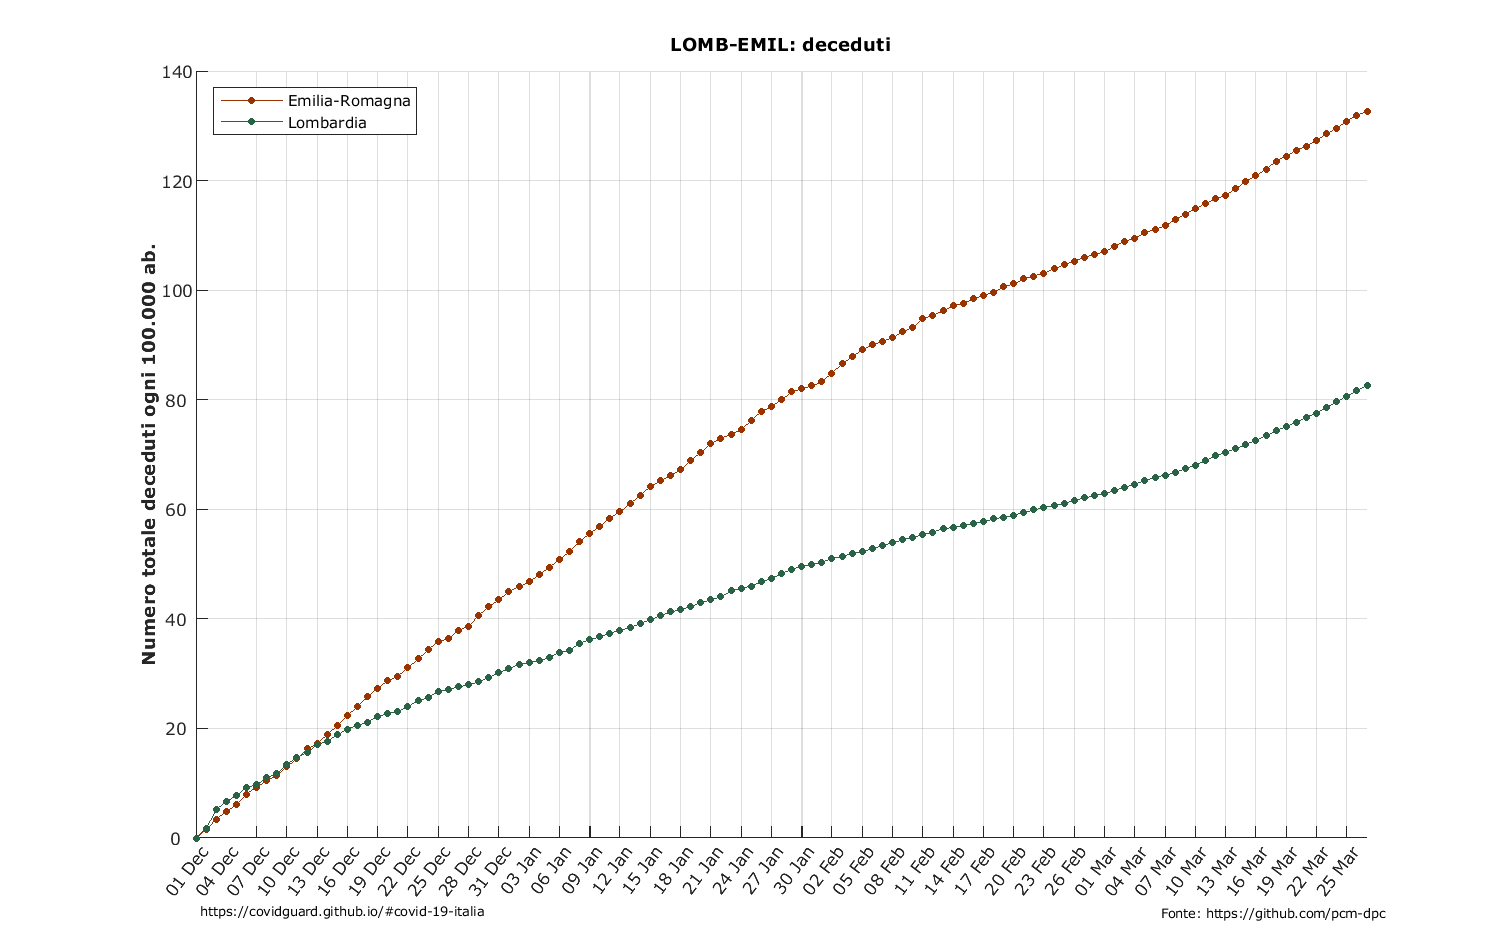 LOMB-EMIL: deceduti
Numero totale deceduti ogni 100.000 ab.
140
120
100
80
60
40
20
0
Emilia-Romagna
Lombardia
01 Dec
04 Dec
07 Dec
10 Dec
13 Dec
16 Dec
19 Dec
22 Dec
25 Dec
28 Dec
31 Dec
03 Jan
06 Jan
09 Jan
12 Jan
15 Jan
18 Jan
21 Jan
24 Jan
27 Jan
30 Jan
02 Feb
05 Feb
08 Feb
11 Feb
14 Feb
17 Feb
20 Feb
23 Feb
26 Feb
01 Mar
04 Mar
07 Mar
10 Mar
13 Mar
16 Mar
19 Mar
22 Mar
25 Mar
https://covidguard.github.io/#covid-19-italia
Fonte: https://github.com/pcm-dpc